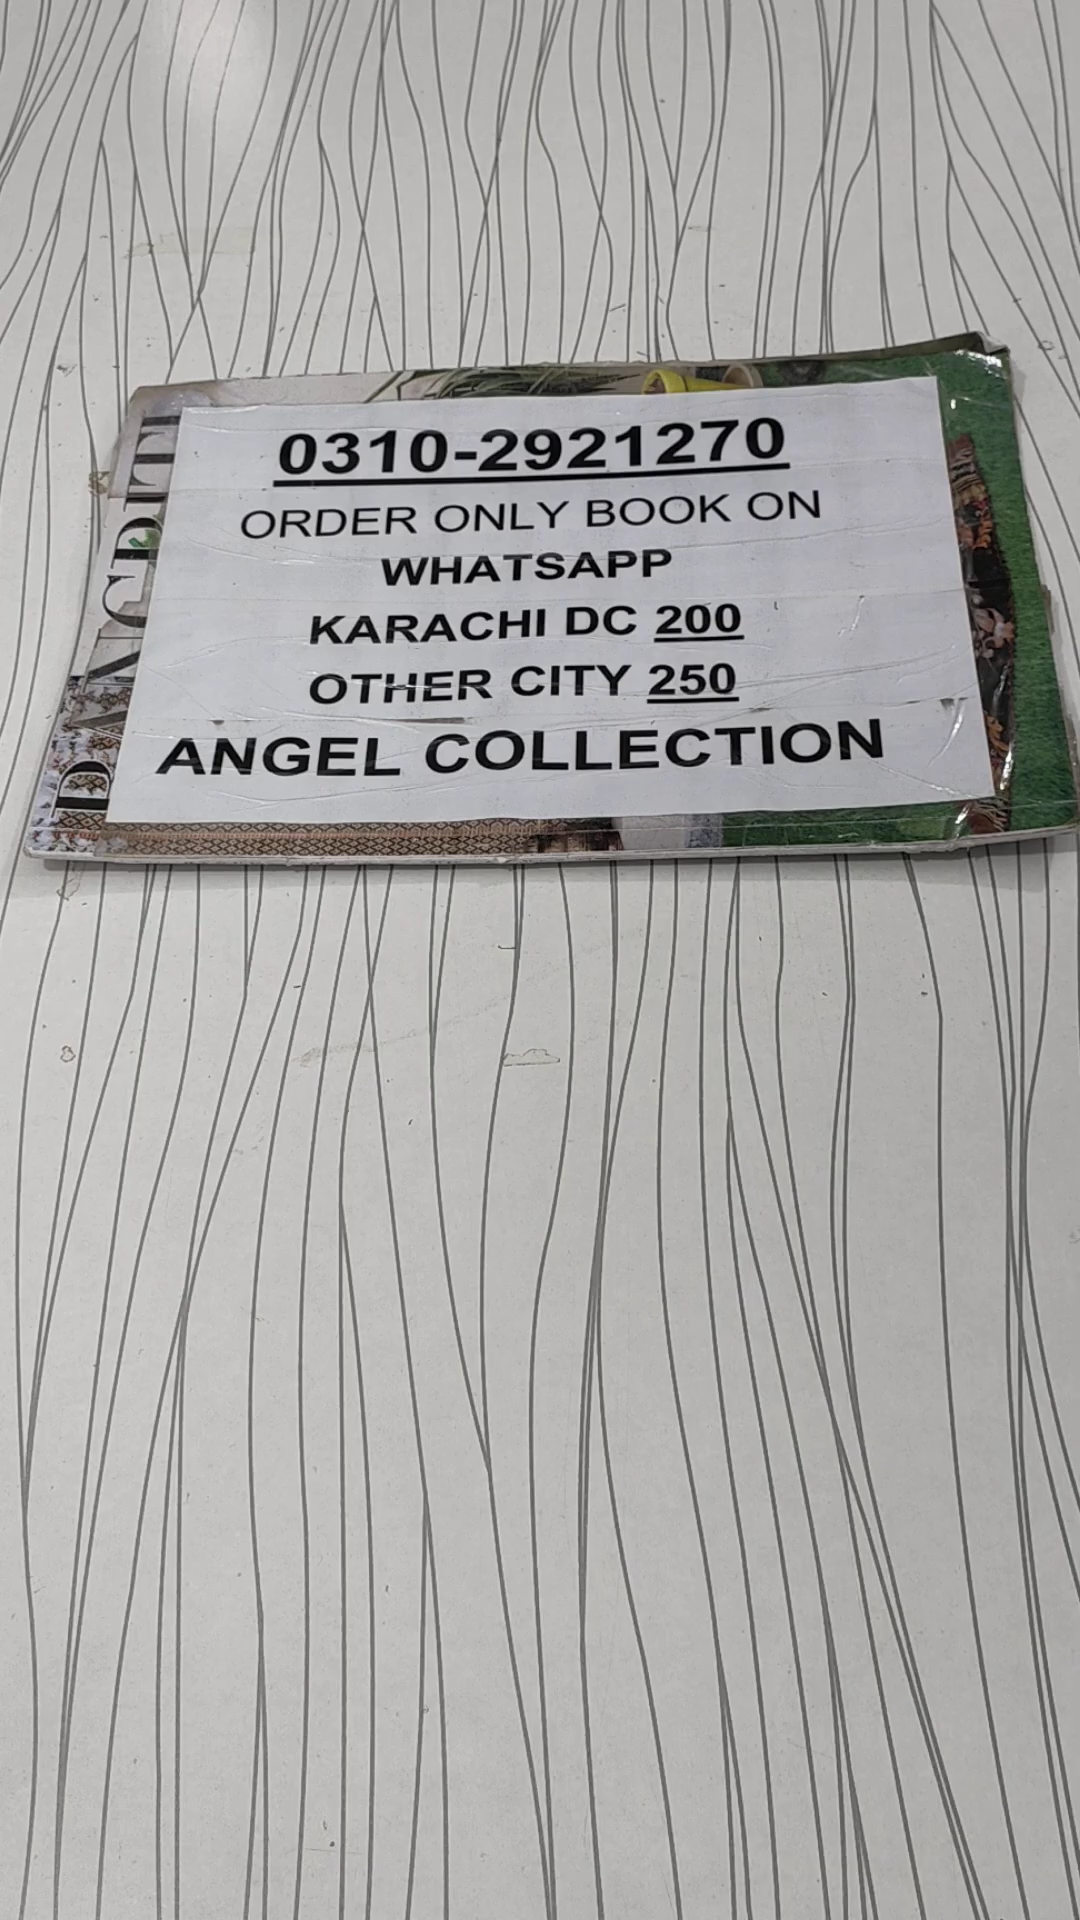 0310-2921270
ORDER ONLY BOOK ON
WHATSAPP
KARACHI DC 200
OTHER CITY 250
ANGEL COLLECTION